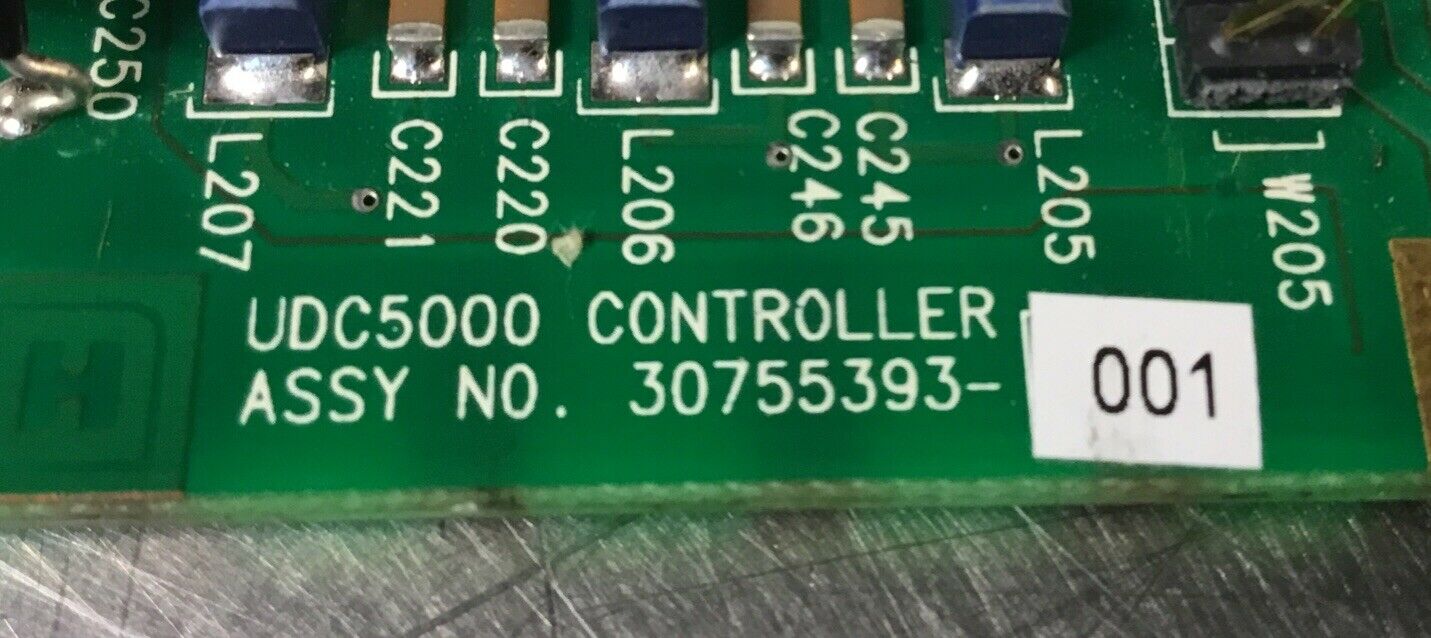 C250
L207
C221
C220
L206
C246
C245
L205
W205
UDC5000 CONTROLLER
ASSY NO. 30755393- 001
H